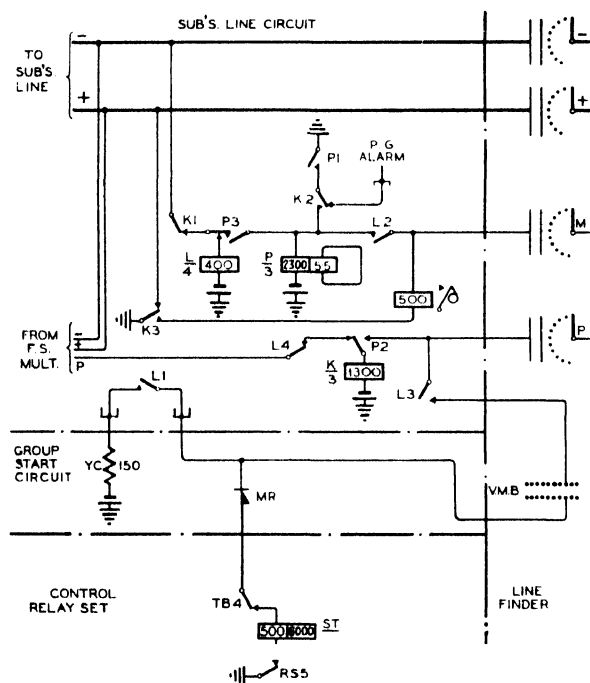 SUB'S. LINE CIRCUIT
−
−
TO
SUB'S.
LINE
+
+
P1
P G
ALARM
K2
K1
P3
L2
M
L/4
400
P/3
2300
55
500
K3
FROM
F.S.
MULT.
−
+
P
L4
P2
P
K/3
1300
L3
L1
GROUP
START
CIRCUIT
YC
150
MR
VM.B
CONTROL
RELAY SET
LINE
FINDER
TB4
500
ST
RS5